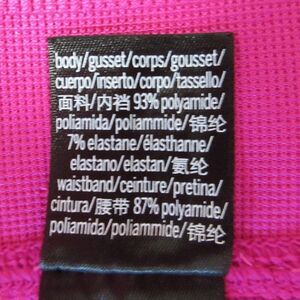 body/gusset/corps/gousset/
cuerpo/inserto/corpo/tassello/
面料/内裆 93% polyamide/
poliamida/poliammide/锦纶
7% elastane/élasthanne/
elastano/elastan/氨纶
waistband/ceinture/pretina/
cintura/腰带 87% polyamide/
poliamida/poliammide/锦纶